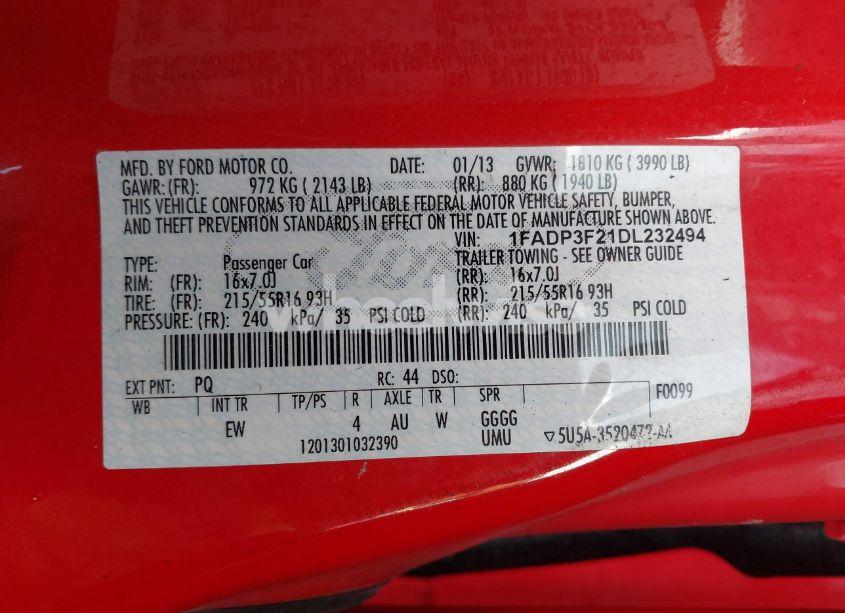 MFD. BY FORD MOTOR CO. DATE: 01/13 GVWR: 1810 KG ( 3990 LB)
GAWR: (FR): 972 KG ( 2143 LB) (RR): 880 KG ( 1940 LB)
THIS VEHICLE CONFORMS TO ALL APPLICABLE FEDERAL MOTOR VEHICLE SAFETY, BUMPER,
AND THEFT PREVENTION STANDARDS IN EFFECT ON THE DATE OF MANUFACTURE SHOWN ABOVE.
VIN: 1FADP3F21DL232494
TYPE: Passenger Car TRAILER TOWING - SEE OWNER GUIDE
RIM: (FR): 16x7.0J (RR): 16x7.0J
TIRE: (FR): 215/55R16 93H (RR): 215/55R16 93H
PRESSURE: (FR): 240 kPa/ 35 PSI COLD (RR): 240 kPa/ 35 PSI COLD
EXT PNT: PQ RC: 44 DSO: F0099
WB INT TR TP/PS R AXLE TR SPR
EW 4 AU W GGGG
1201301032390 UMU ▽5U5A-3520472-AA